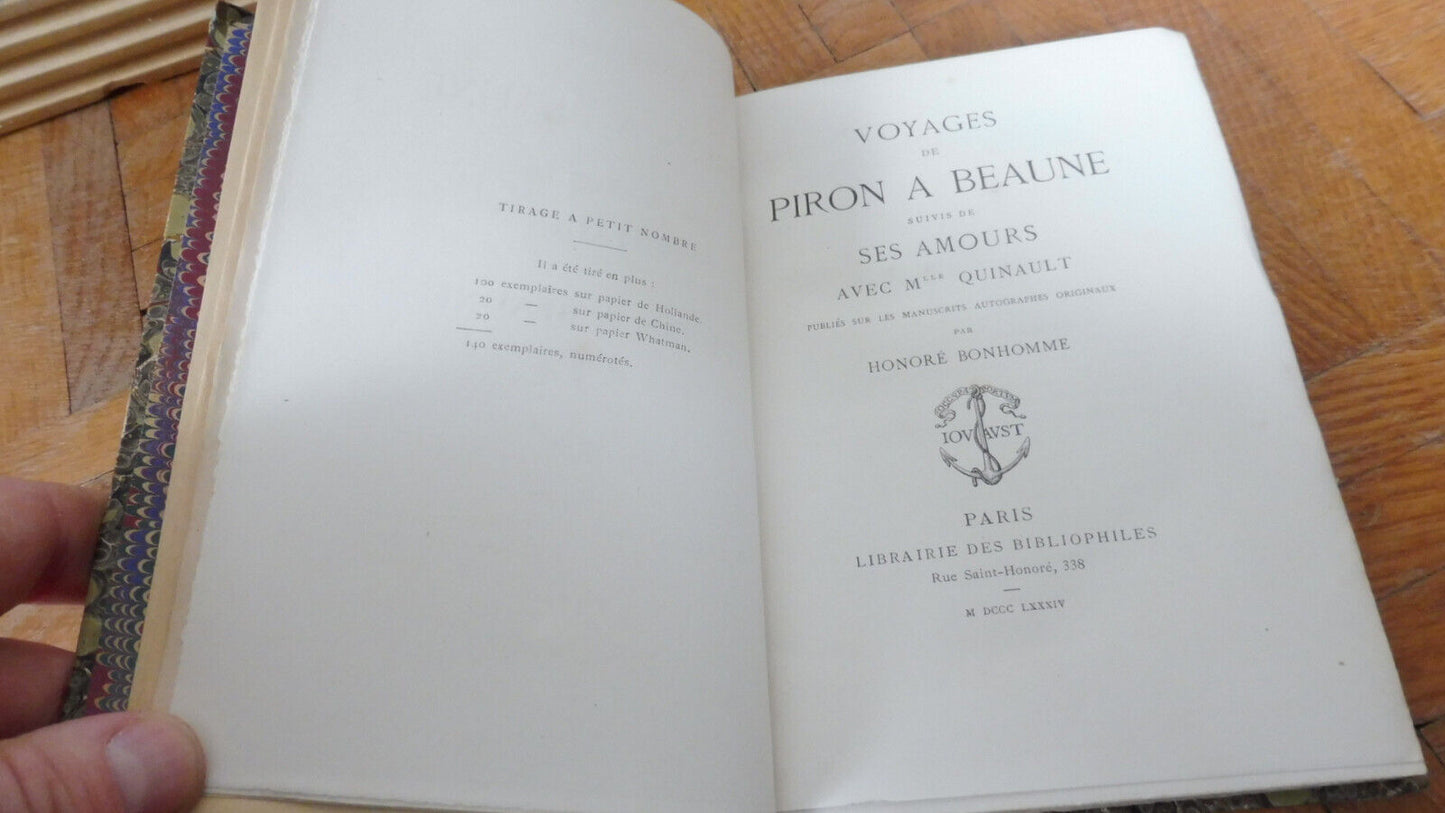 TIRAGE A PETIT NOMBRE
Il a été tiré en plus :
100 exemplaires sur papier de Hollande.
20 — sur papier de Chine.
20 — sur papier Whatman.
140 exemplaires, numérotés.
VOYAGES
DE
PIRON A BEAUNE
SUIVIS DE
SES AMOURS
AVEC MLLE QUINAULT
PUBLIÉS SUR LES MANUSCRITS AUTOGRAPHES ORIGINAUX
PAR
HONORÉ BONHOMME
IOVAVST
PARIS
LIBRAIRIE DES BIBLIOPHILES
Rue Saint-Honoré, 338
—
M DCCC LXXXIV